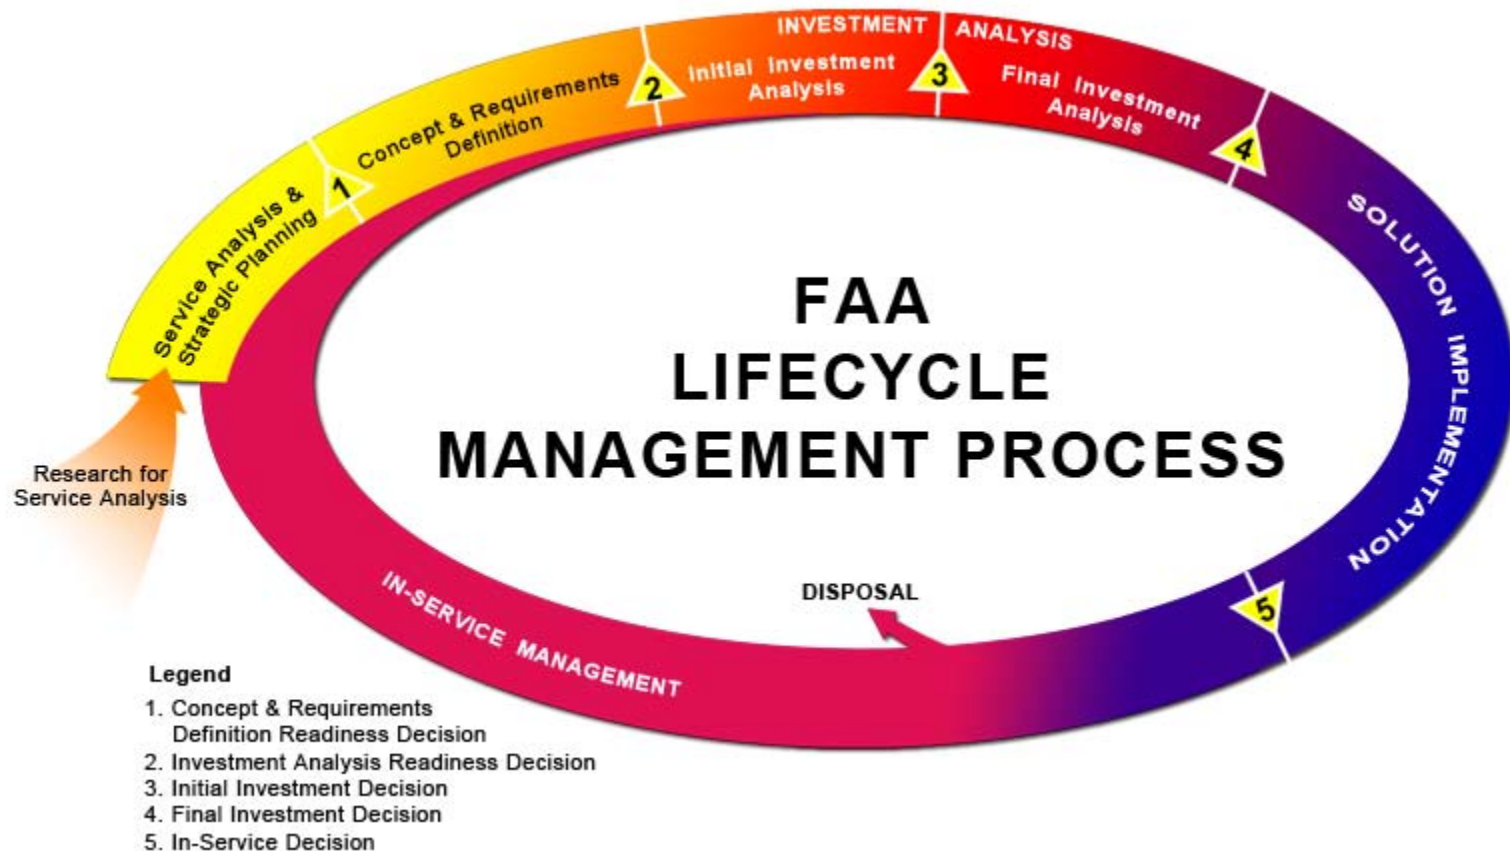 INVESTMENT ANALYSIS
Service Analysis &
Strategic Planning
1
Concept & Requirements
Definition
2
Initial Investment
Analysis
3
Final Investment
Analysis
4
SOLUTION IMPLEMENTATION
5
FAA
LIFECYCLE
MANAGEMENT PROCESS
Research for
Service Analysis
DISPOSAL
IN-SERVICE MANAGEMENT
Legend
1. Concept & Requirements
Definition Readiness Decision
2. Investment Analysis Readiness Decision
3. Initial Investment Decision
4. Final Investment Decision
5. In-Service Decision